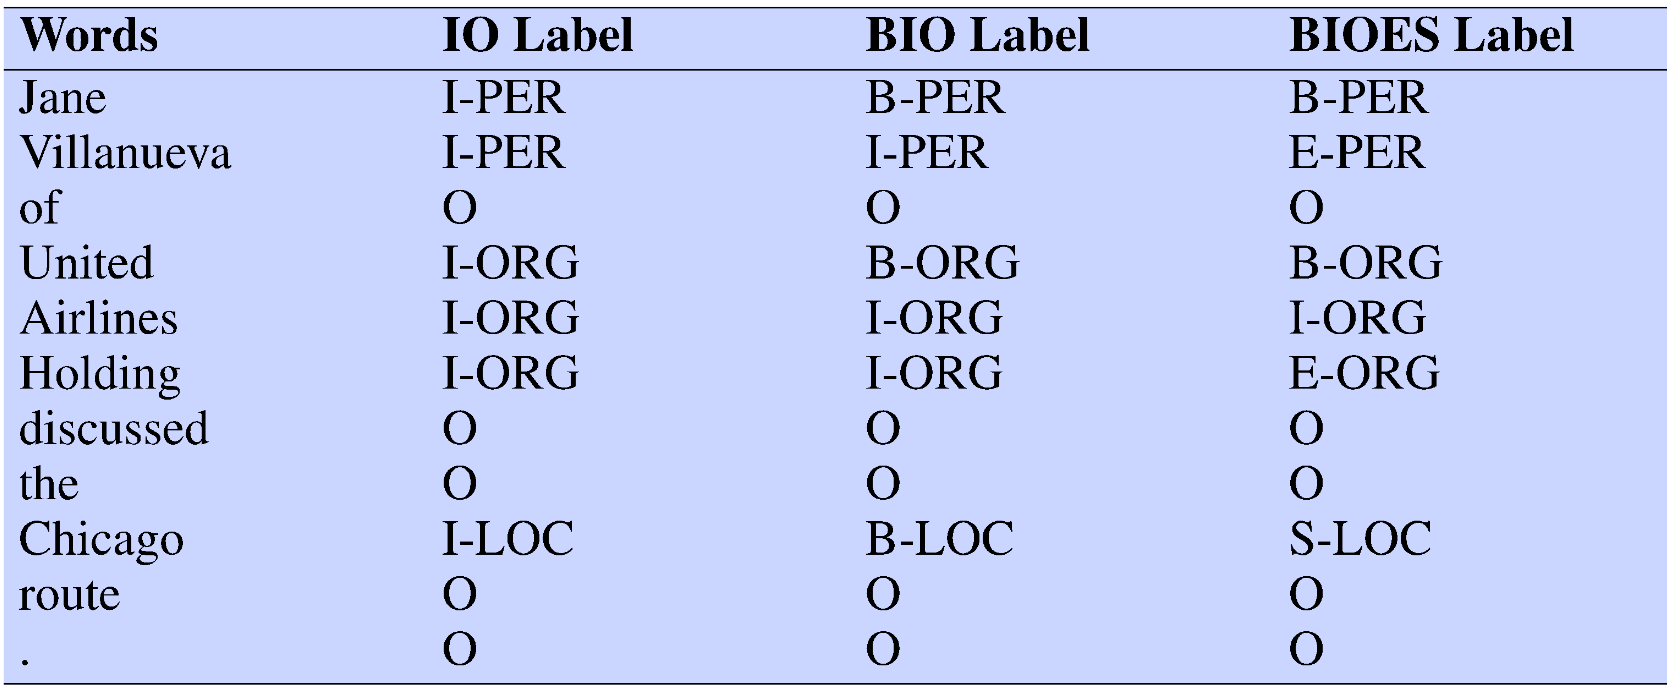 Words IO Label BIO Label BIOES Label
Jane I-PER B-PER B-PER
Villanueva I-PER I-PER E-PER
of O O O
United I-ORG B-ORG B-ORG
Airlines I-ORG I-ORG I-ORG
Holding I-ORG I-ORG E-ORG
discussed O O O
the O O O
Chicago I-LOC B-LOC S-LOC
route O O O
. O O O